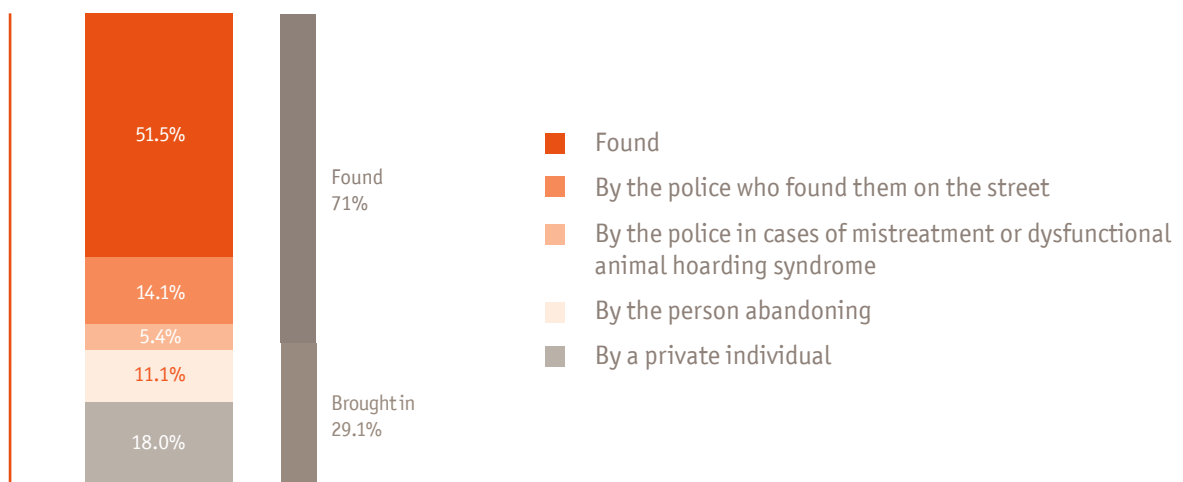 51.5%
14.1%
5.4%
11.1%
18.0%
Found
71%
Brought in
29.1%
Found
By the police who found them on the street
By the police in cases of mistreatment or dysfunctional
animal hoarding syndrome
By the person abandoning
By a private individual